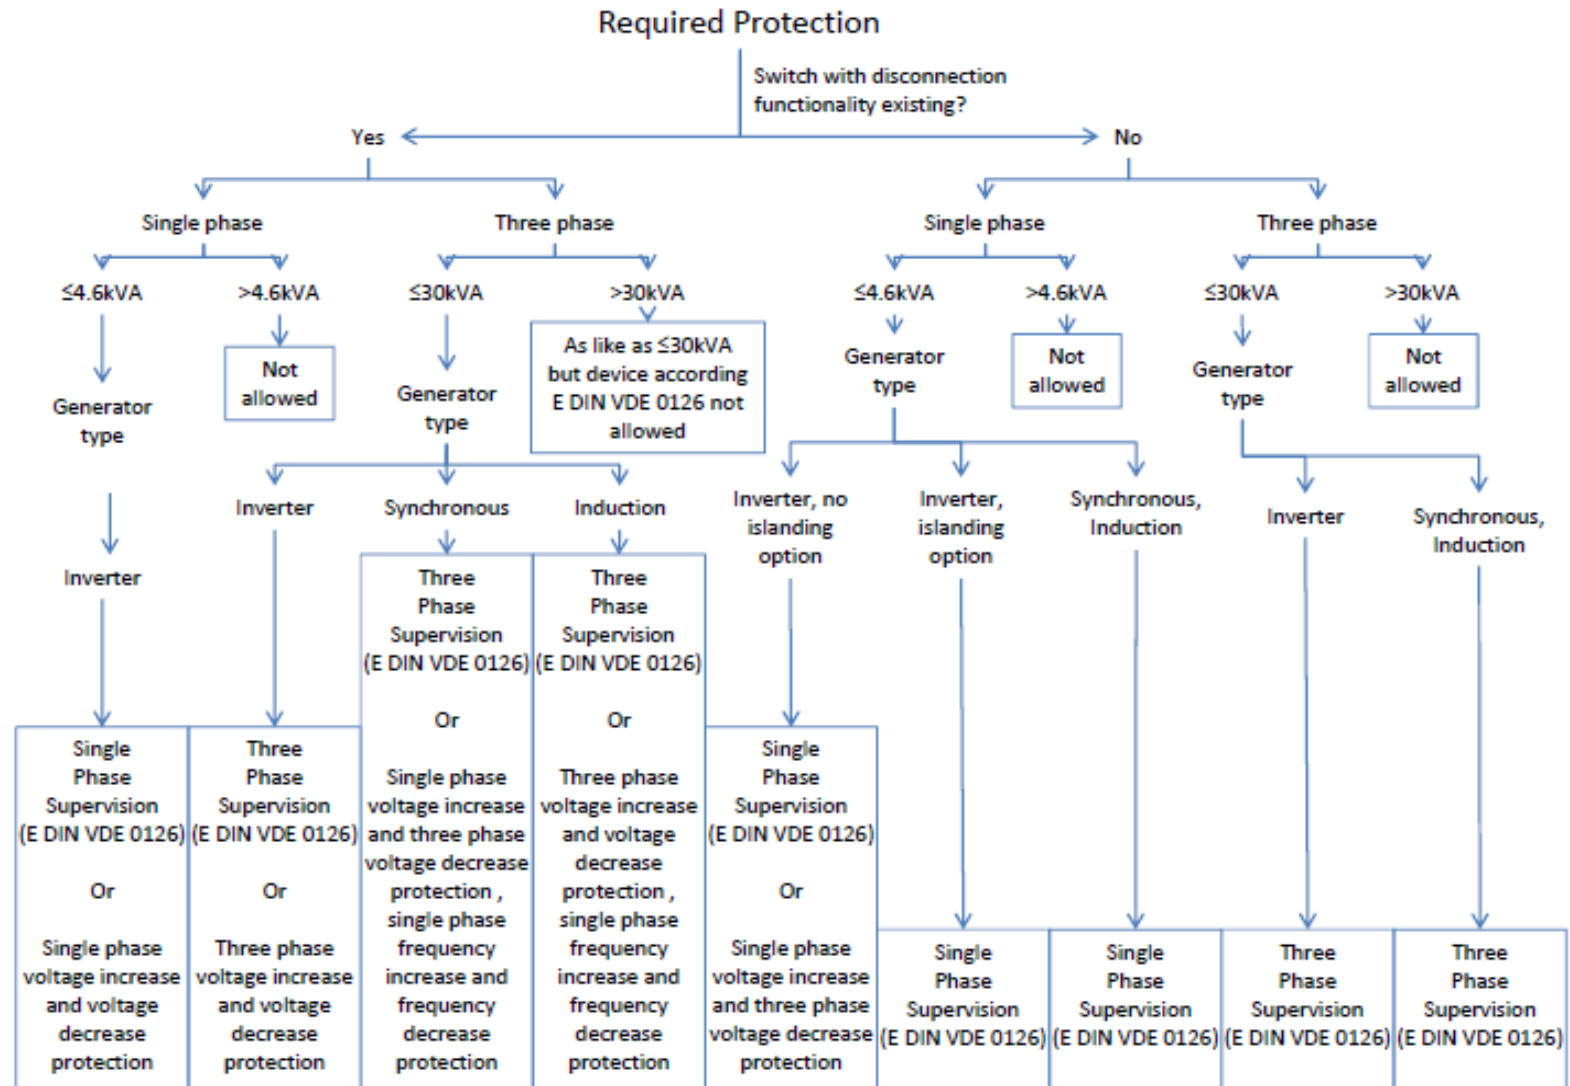 Required Protection
Switch with disconnection
functionality existing?
Yes
No
Single phase
Three phase
Single phase
Three phase
≤4.6kVA
>4.6kVA
≤30kVA
>30kVA
≤4.6kVA
>4.6kVA
≤30kVA
>30kVA
Generator
type
Not
allowed
Generator
type
As like as ≤30kVA
but device according
E DIN VDE 0126 not
allowed
Generator
type
Not
allowed
Generator
type
Not
allowed
Inverter
Inverter
Synchronous
Induction
Inverter, no
islanding
option
Inverter,
islanding
option
Synchronous,
Induction
Inverter
Synchronous,
Induction
Single
Phase
Supervision
(E DIN VDE 0126)
Or
Single phase
voltage increase
and voltage
decrease
protection
Three
Phase
Supervision
(E DIN VDE 0126)
Or
Three phase
voltage increase
and voltage
decrease
protection
Three
Phase
Supervision
(E DIN VDE 0126)
Or
Single phase
voltage increase
and three phase
voltage decrease
protection ,
single phase
frequency
increase and
frequency
decrease
protection
Three
Phase
Supervision
(E DIN VDE 0126)
Or
Three phase
voltage increase
and voltage
decrease
protection ,
single phase
frequency
increase and
frequency
decrease
protection
Single
Phase
Supervision
(E DIN VDE 0126)
Or
Single phase
voltage increase
and three phase
voltage decrease
protection
Single
Phase
Supervision
(E DIN VDE 0126)
Single
Phase
Supervision
(E DIN VDE 0126)
Three
Phase
Supervision
(E DIN VDE 0126)
Three
Phase
Supervision
(E DIN VDE 0126)